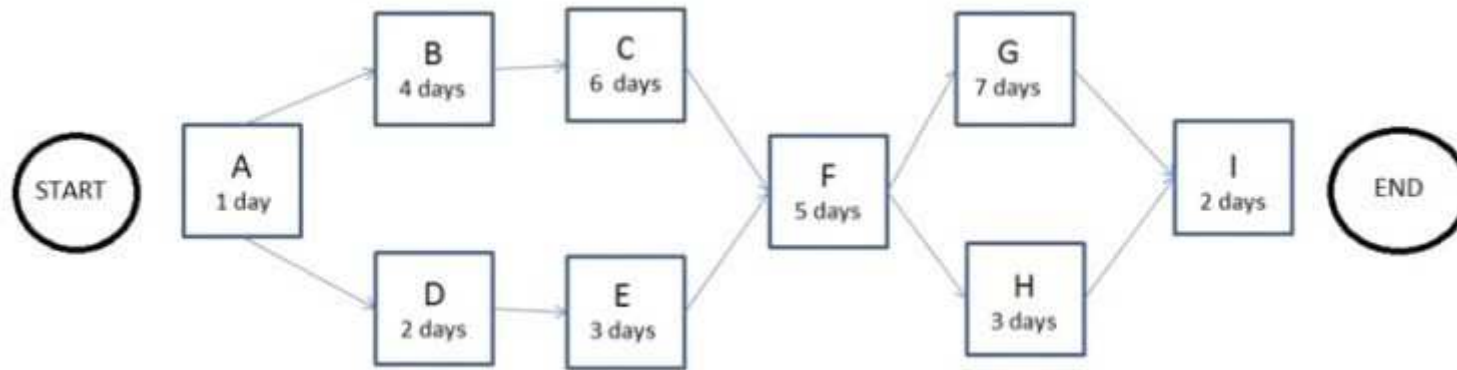 START
A
1 day
B
4 days
C
6 days
D
2 days
E
3 days
F
5 days
G
7 days
H
3 days
I
2 days
END